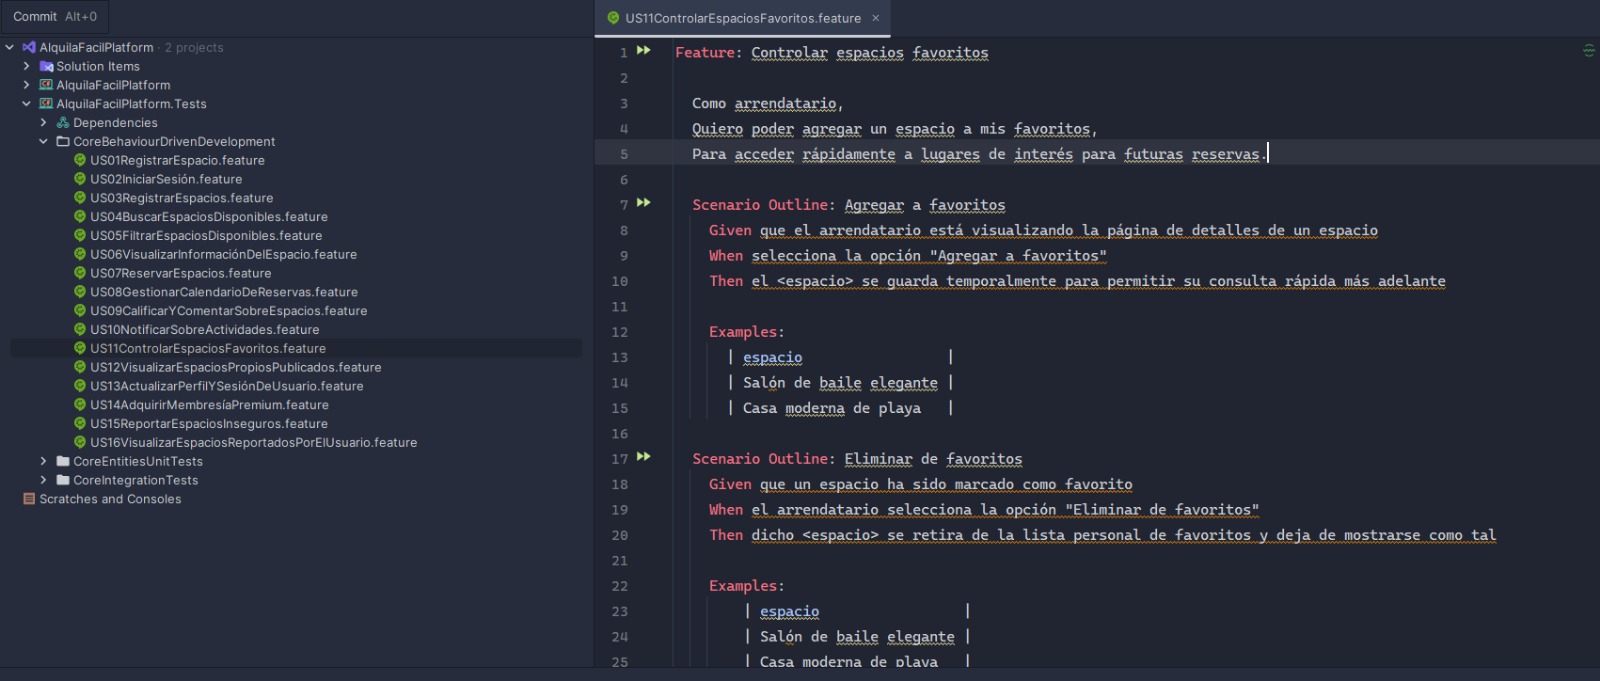 Commit Alt+0
AlquilaFacilPlatform · 2 projects
Solution Items
AlquilaFacilPlatform
AlquilaFacilPlatform.Tests
Dependencies
CoreBehaviourDrivenDevelopment
US01RegistrarEspacio.feature
US02IniciarSesión.feature
US03RegistrarEspacios.feature
US04BuscarEspaciosDisponibles.feature
US05FiltrarEspaciosDisponibles.feature
US06VisualizarInformaciónDelEspacio.feature
US07ReservarEspacios.feature
US08GestionarCalendarioDeReservas.feature
US09CalificarYComentarSobreEspacios.feature
US10NotificarSobreActividades.feature
US11ControlarEspaciosFavoritos.feature
US12VisualizarEspaciosPropiosPublicados.feature
US13ActualizarPerfilYSesiónDeUsuario.feature
US14AdquirirMembresíaPremium.feature
US15ReportarEspaciosInseguros.feature
US16VisualizarEspaciosReportadosPorElUsuario.feature
CoreEntitiesUnitTests
CoreIntegrationTests
Scratches and Consoles
US11ControlarEspaciosFavoritos.feature ×
1 Feature: Controlar espacios favoritos
2
3 Como arrendatario,
4 Quiero poder agregar un espacio a mis favoritos,
5 Para acceder rápidamente a lugares de interés para futuras reservas.
6
7 Scenario Outline: Agregar a favoritos
8 Given que el arrendatario está visualizando la página de detalles de un espacio
9 When selecciona la opción "Agregar a favoritos"
10 Then el <espacio> se guarda temporalmente para permitir su consulta rápida más adelante
11
12 Examples:
13 | espacio |
14 | Salón de baile elegante |
15 | Casa moderna de playa |
16
17 Scenario Outline: Eliminar de favoritos
18 Given que un espacio ha sido marcado como favorito
19 When el arrendatario selecciona la opción "Eliminar de favoritos"
20 Then dicho <espacio> se retira de la lista personal de favoritos y deja de mostrarse como tal
21
22 Examples:
23 | espacio |
24 | Salón de baile elegante |
25 | Casa moderna de playa |